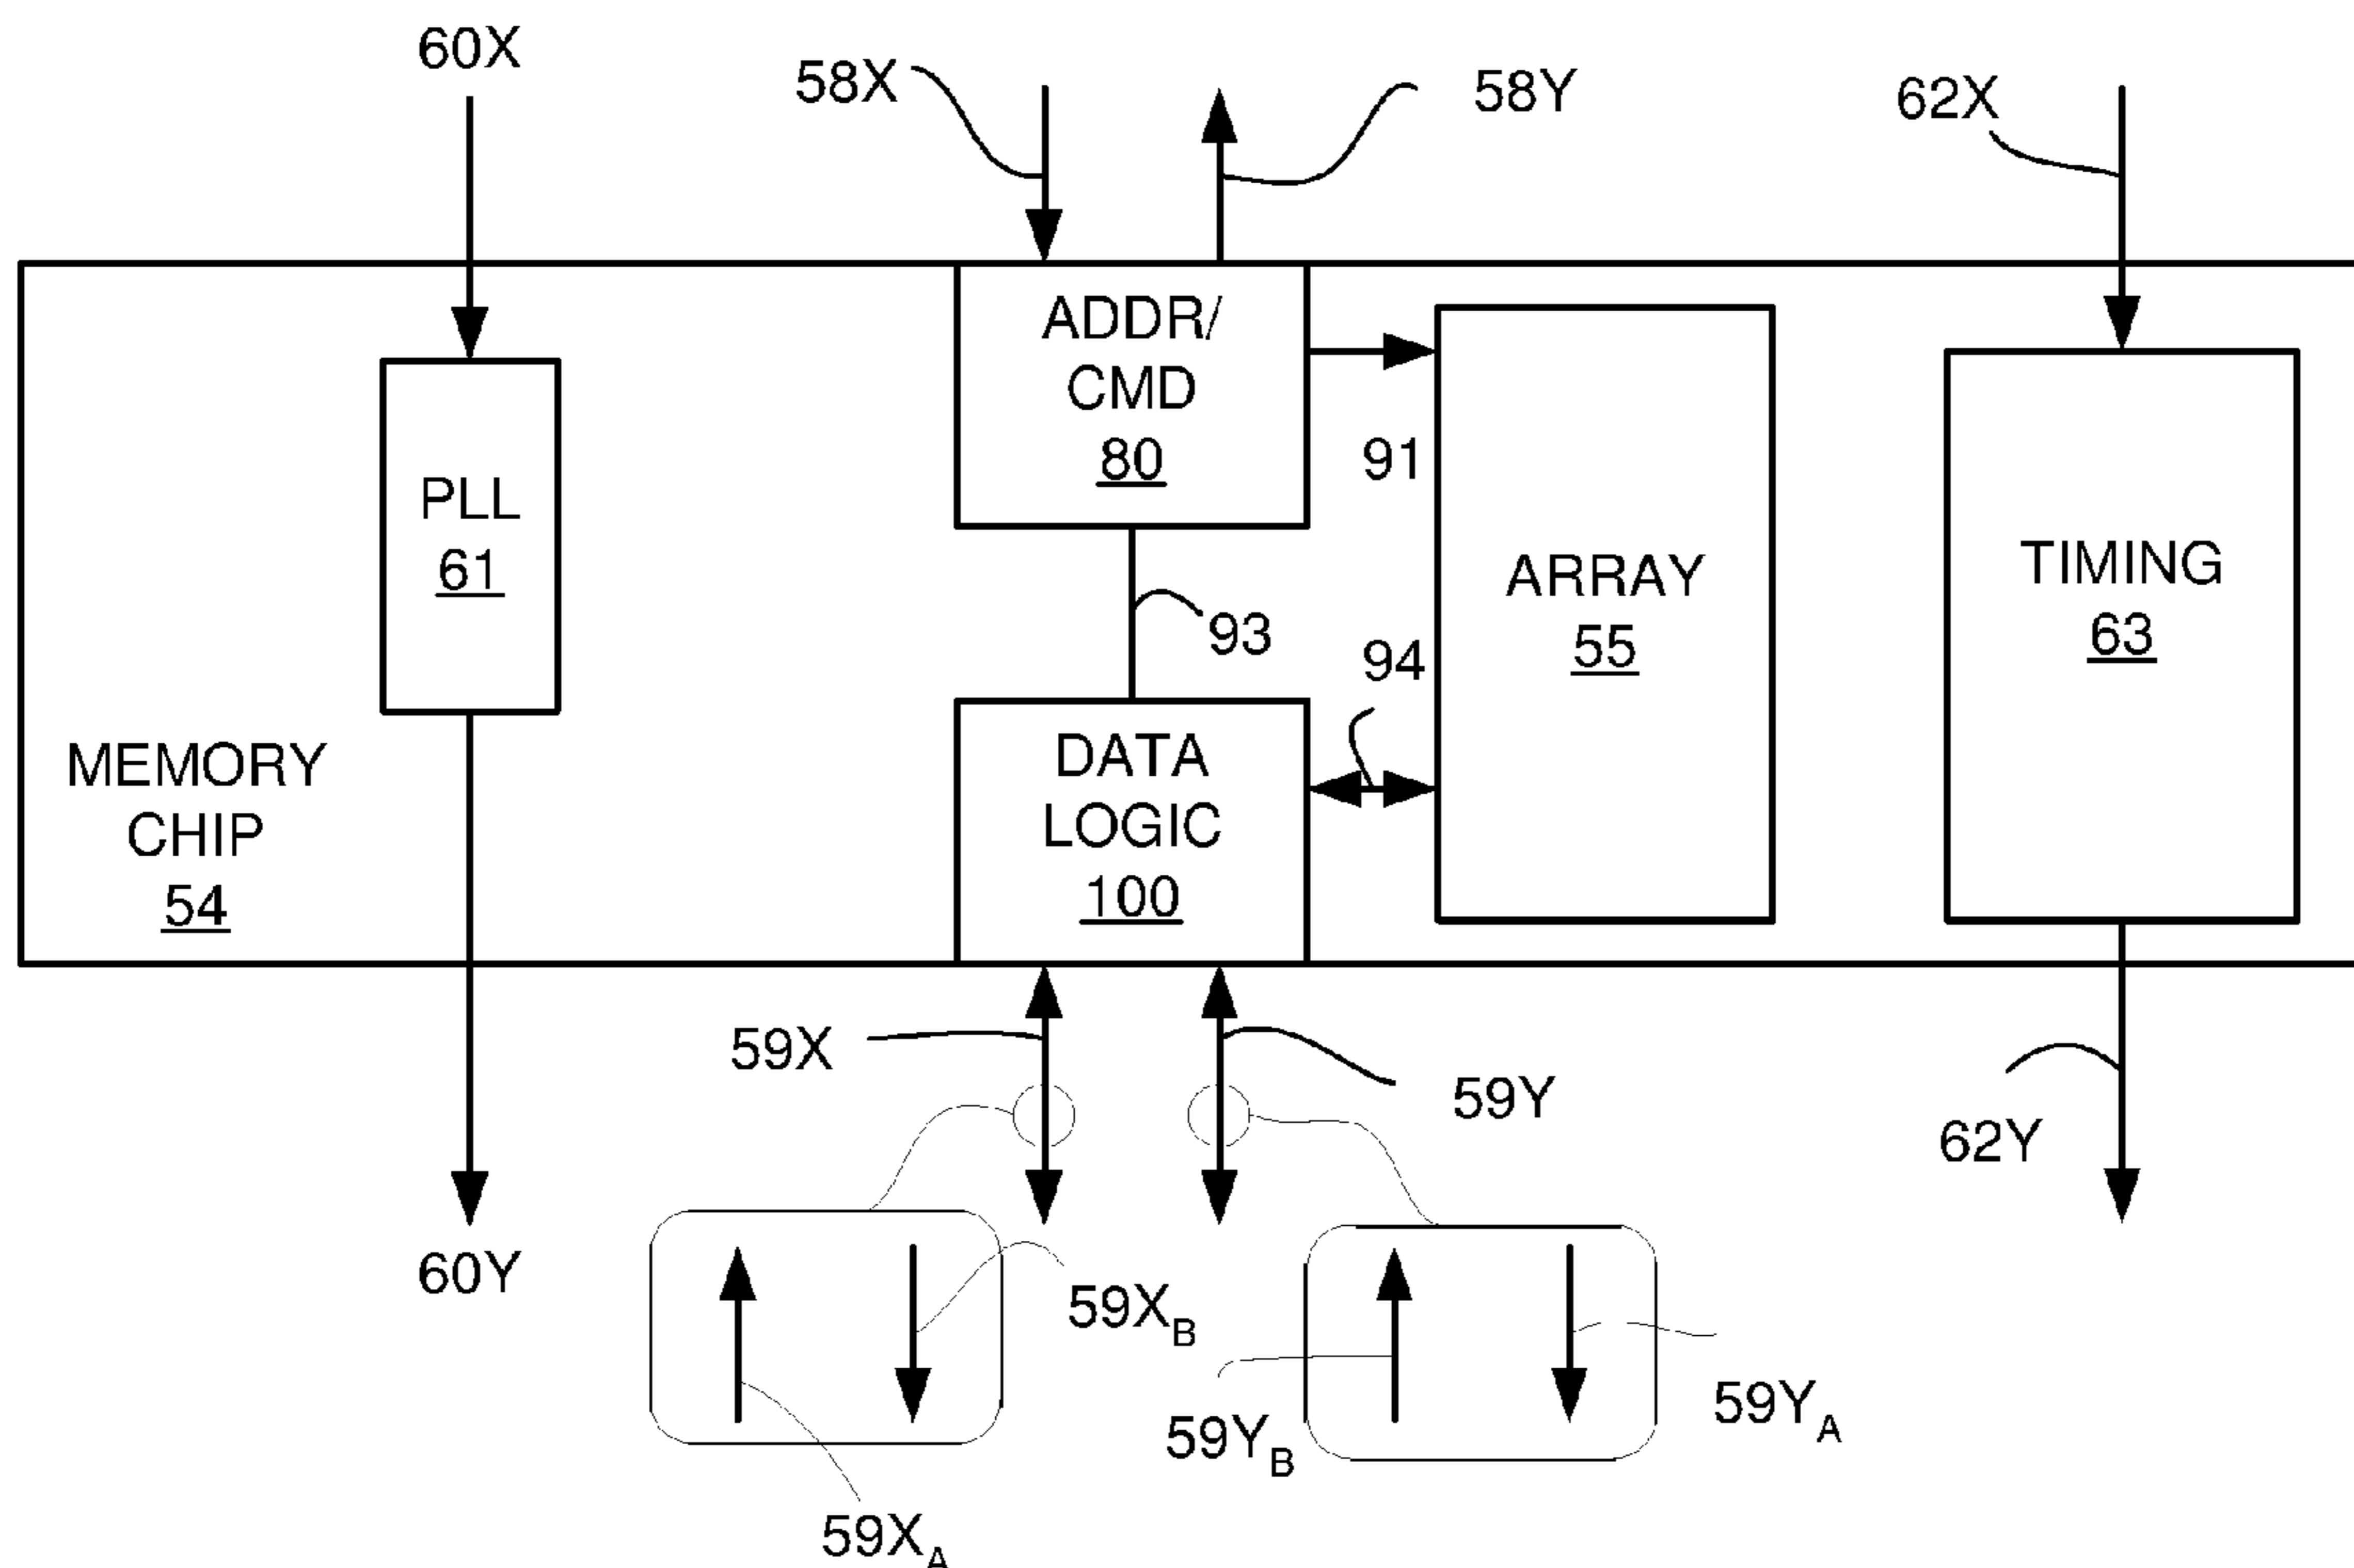 60X
58X
58Y
62X
ADDR/
CMD
80
91
PLL
61
ARRAY
55
TIMING
63
93
94
MEMORY
CHIP
54
DATA
LOGIC
100
59X
59Y
62Y
60Y
59XB
59YB
59YA
59XA